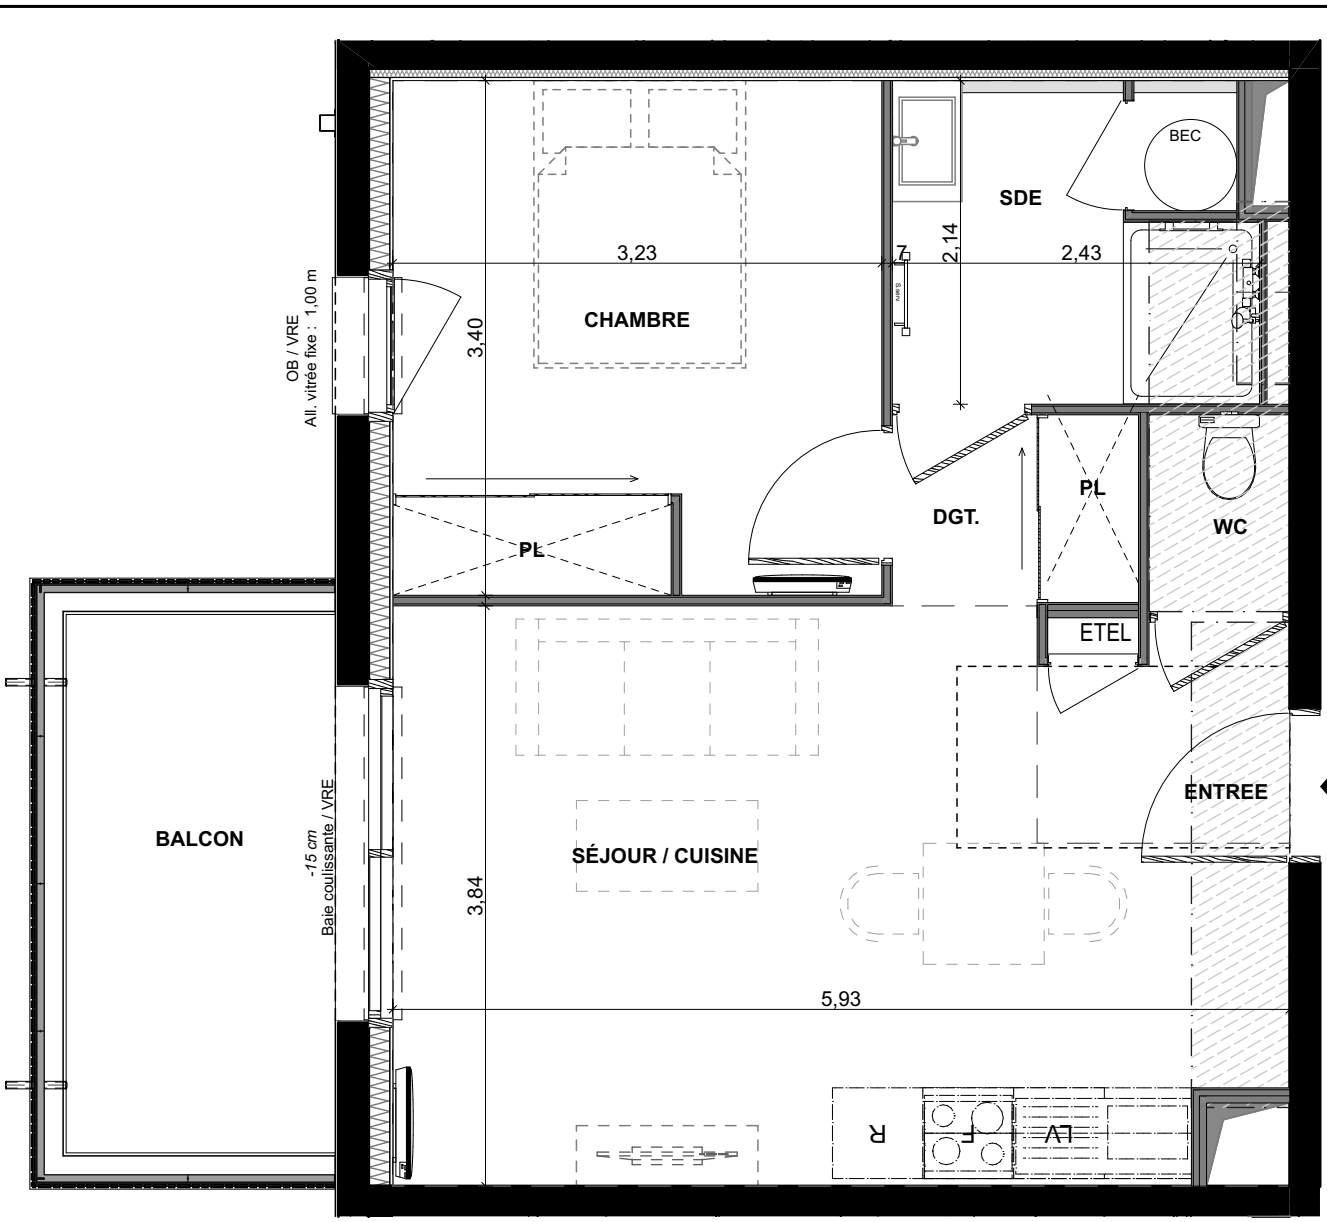 BEC
SDE
3,23
7
2,14
2,43
S.serv
CHAMBRE
3,40
OB / VRE
All. vitrée fixe : 1,00 m
PL
DGT.
PL
WC
ETEL
ENTREE
BALCON
-15 cm
Baie coulissante / VRE
SÉJOUR / CUISINE
3,84
5,93
R
F
LV